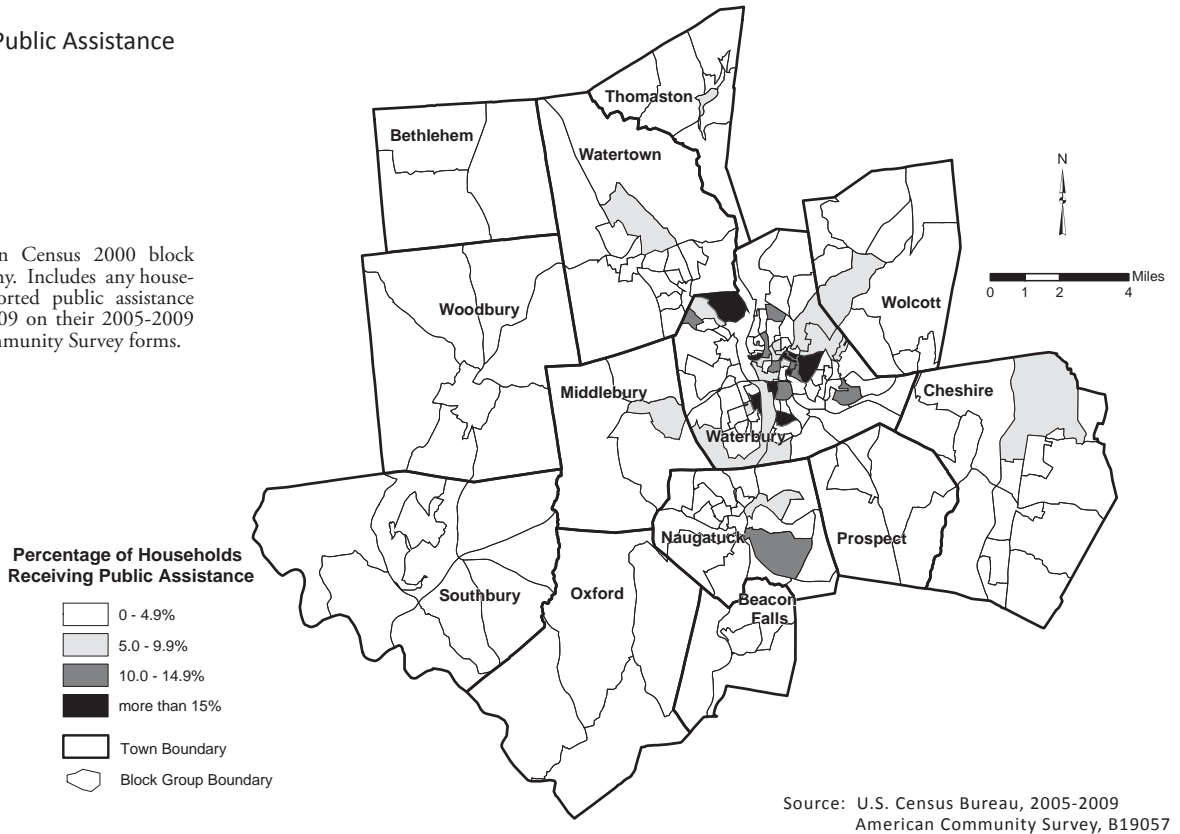 Public Assistance
n Census 2000 block
ny. Includes any house-
orted public assistance
09 on their 2005-2009
mmunity Survey forms.
Thomaston
Bethlehem
Watertown
N
Miles
0 1 2 4
Wolcott
Woodbury
Middlebury
Cheshire
Waterbury
Naugatuck
Prospect
Southbury
Oxford
Beacon
Falls
Percentage of Households
Receiving Public Assistance
0 - 4.9%
5.0 - 9.9%
10.0 - 14.9%
more than 15%
Town Boundary
Block Group Boundary
Source: U.S. Census Bureau, 2005-2009
American Community Survey, B19057